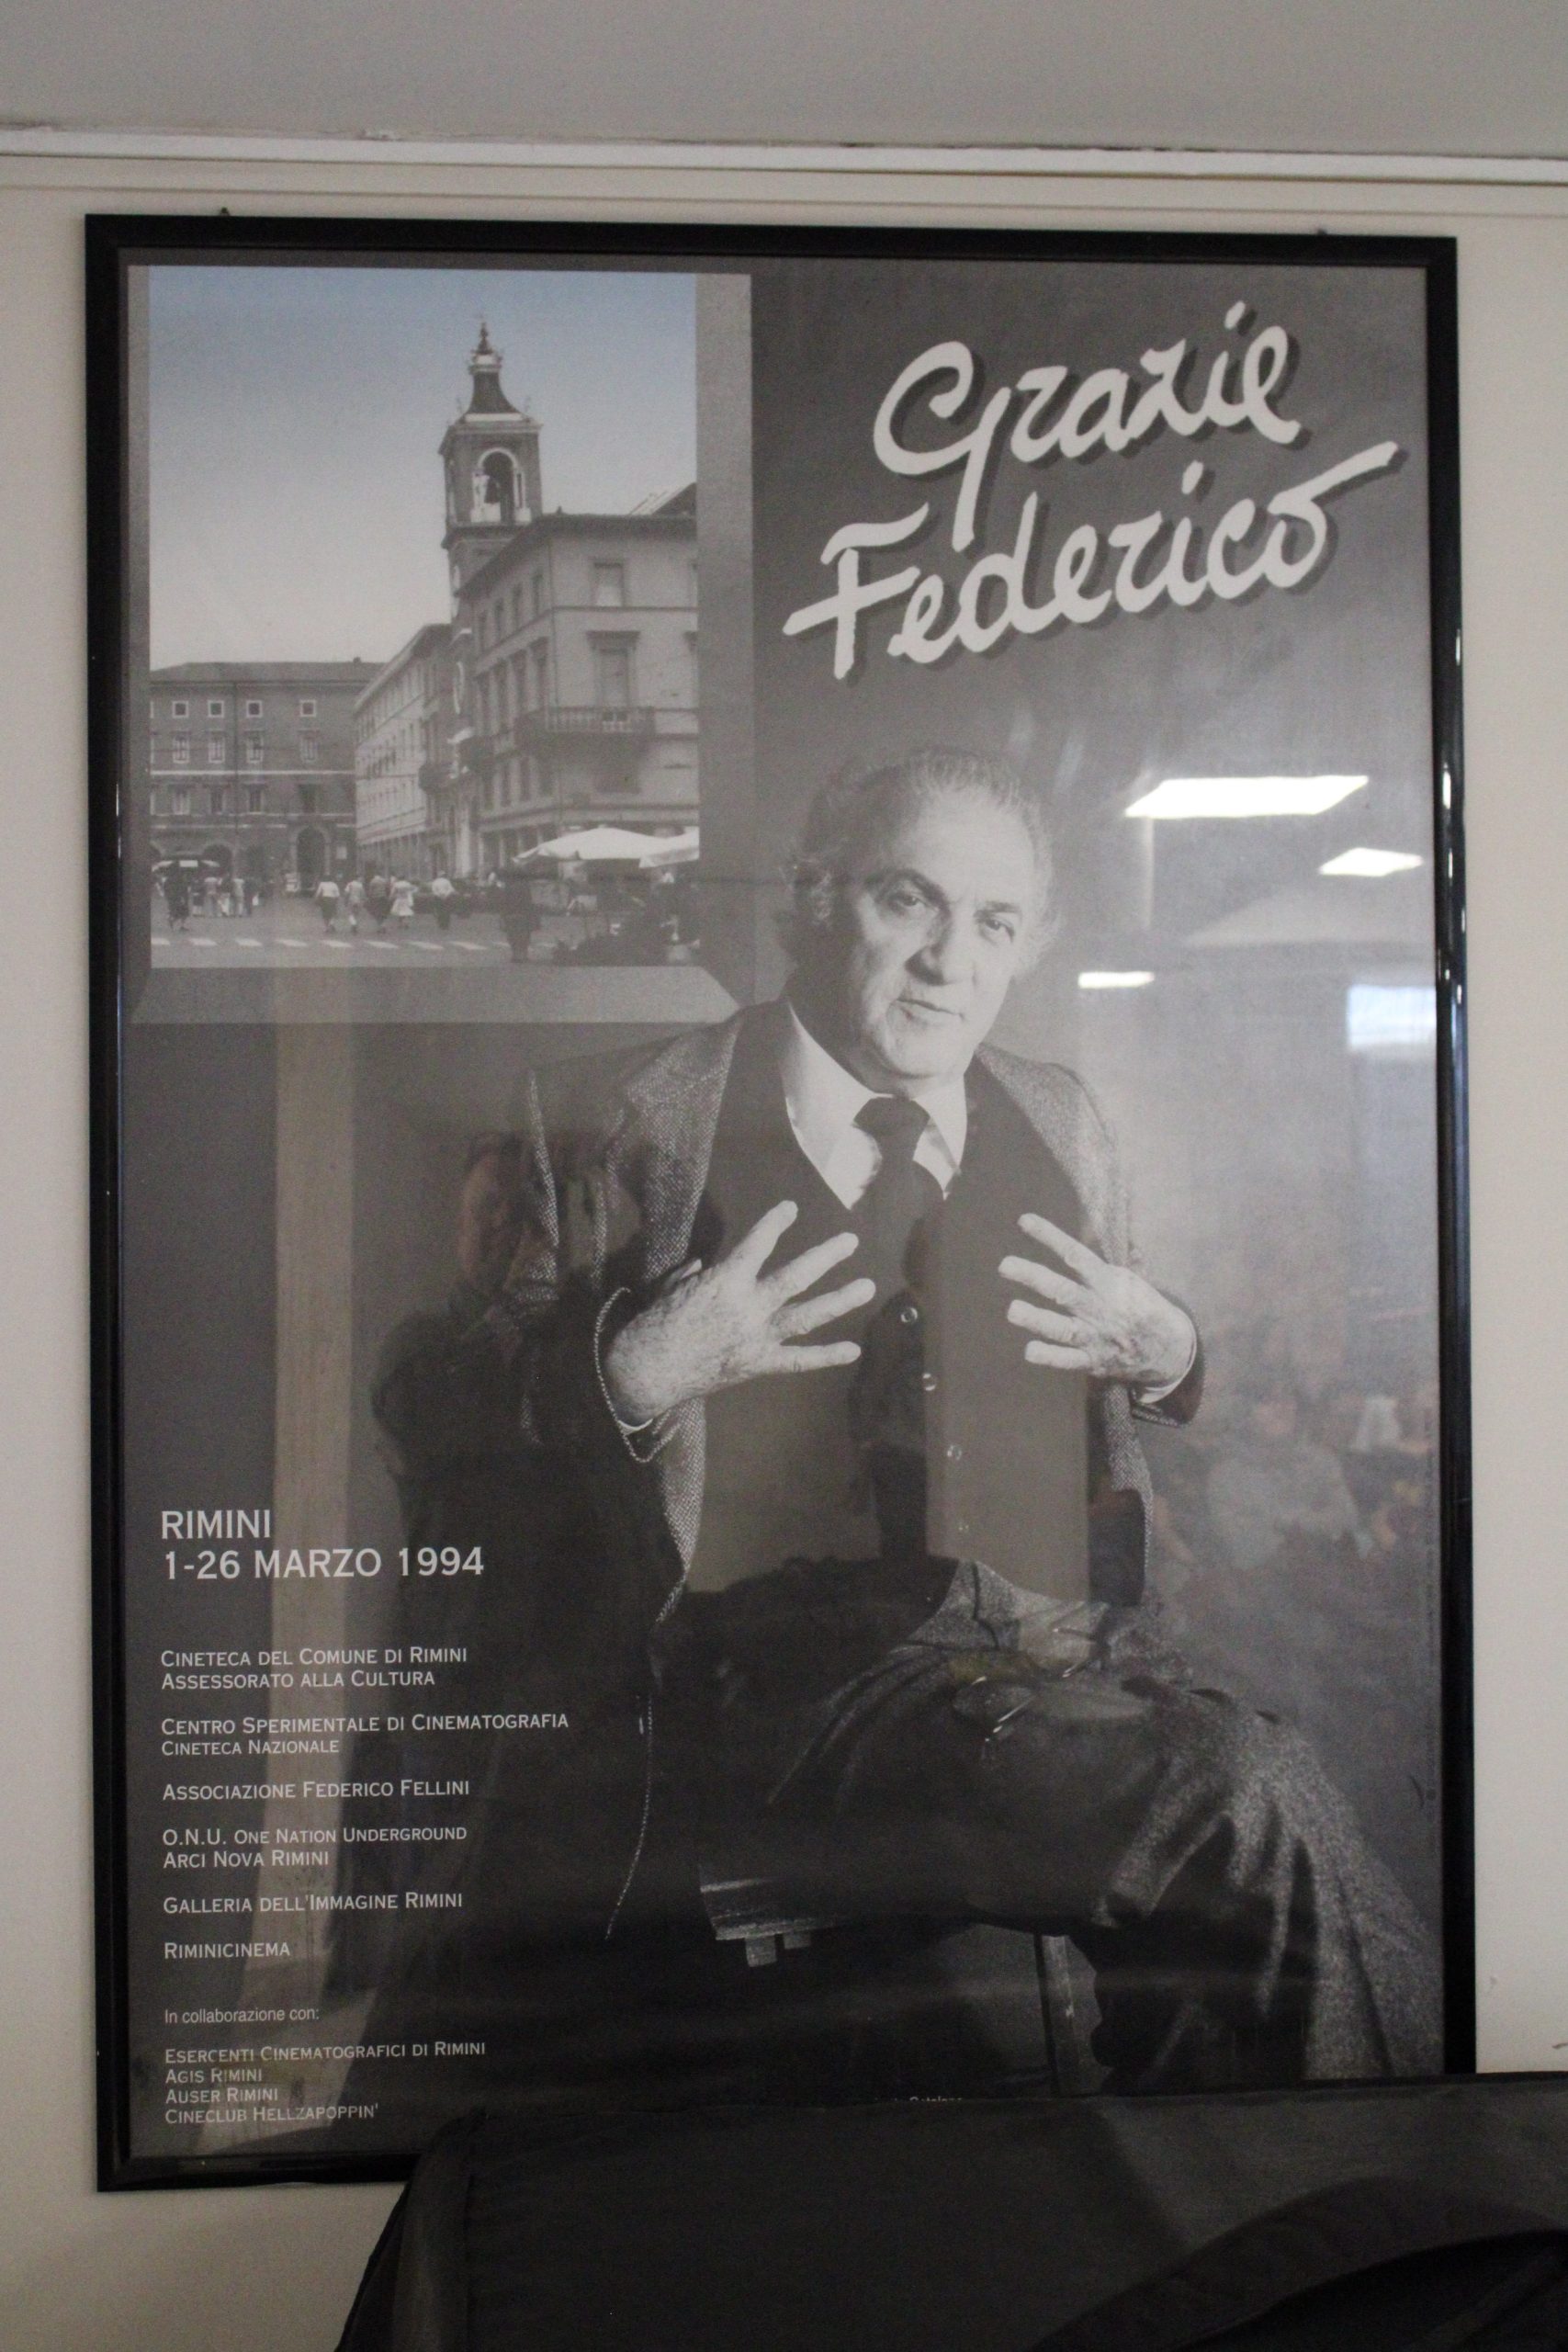 Grazie
Federico
RIMINI
1-26 MARZO 1994
CINETECA DEL COMUNE DI RIMINI
ASSESSORATO ALLA CULTURA
CENTRO SPERIMENTALE DI CINEMATOGRAFIA
CINETECA NAZIONALE
ASSOCIAZIONE FEDERICO FELLINI
O.N.U. ONE NATION UNDERGROUND
ARCI NOVA RIMINI
GALLERIA DELL'IMMAGINE RIMINI
RIMINICINEMA
In collaborazione con:
ESERCENTI CINEMATOGRAFICI DI RIMINI
AGIS RIMINI
AUSER RIMINI
CINECLUB HELLZAPOPPIN'